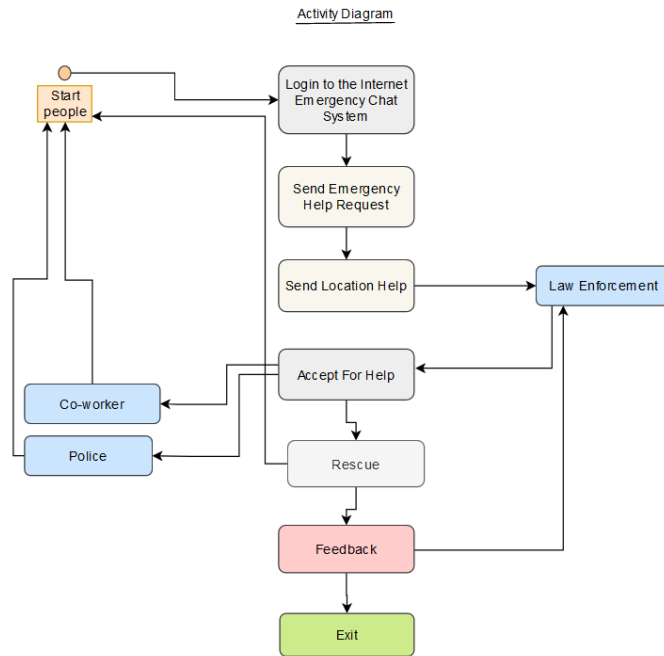 Activity Diagram
Start
people
Login to the Internet
Emergency Chat
System
Send Emergency
Help Request
Send Location Help
Law Enforcement
Accept For Help
Co-worker
Police
Rescue
Feedback
Exit